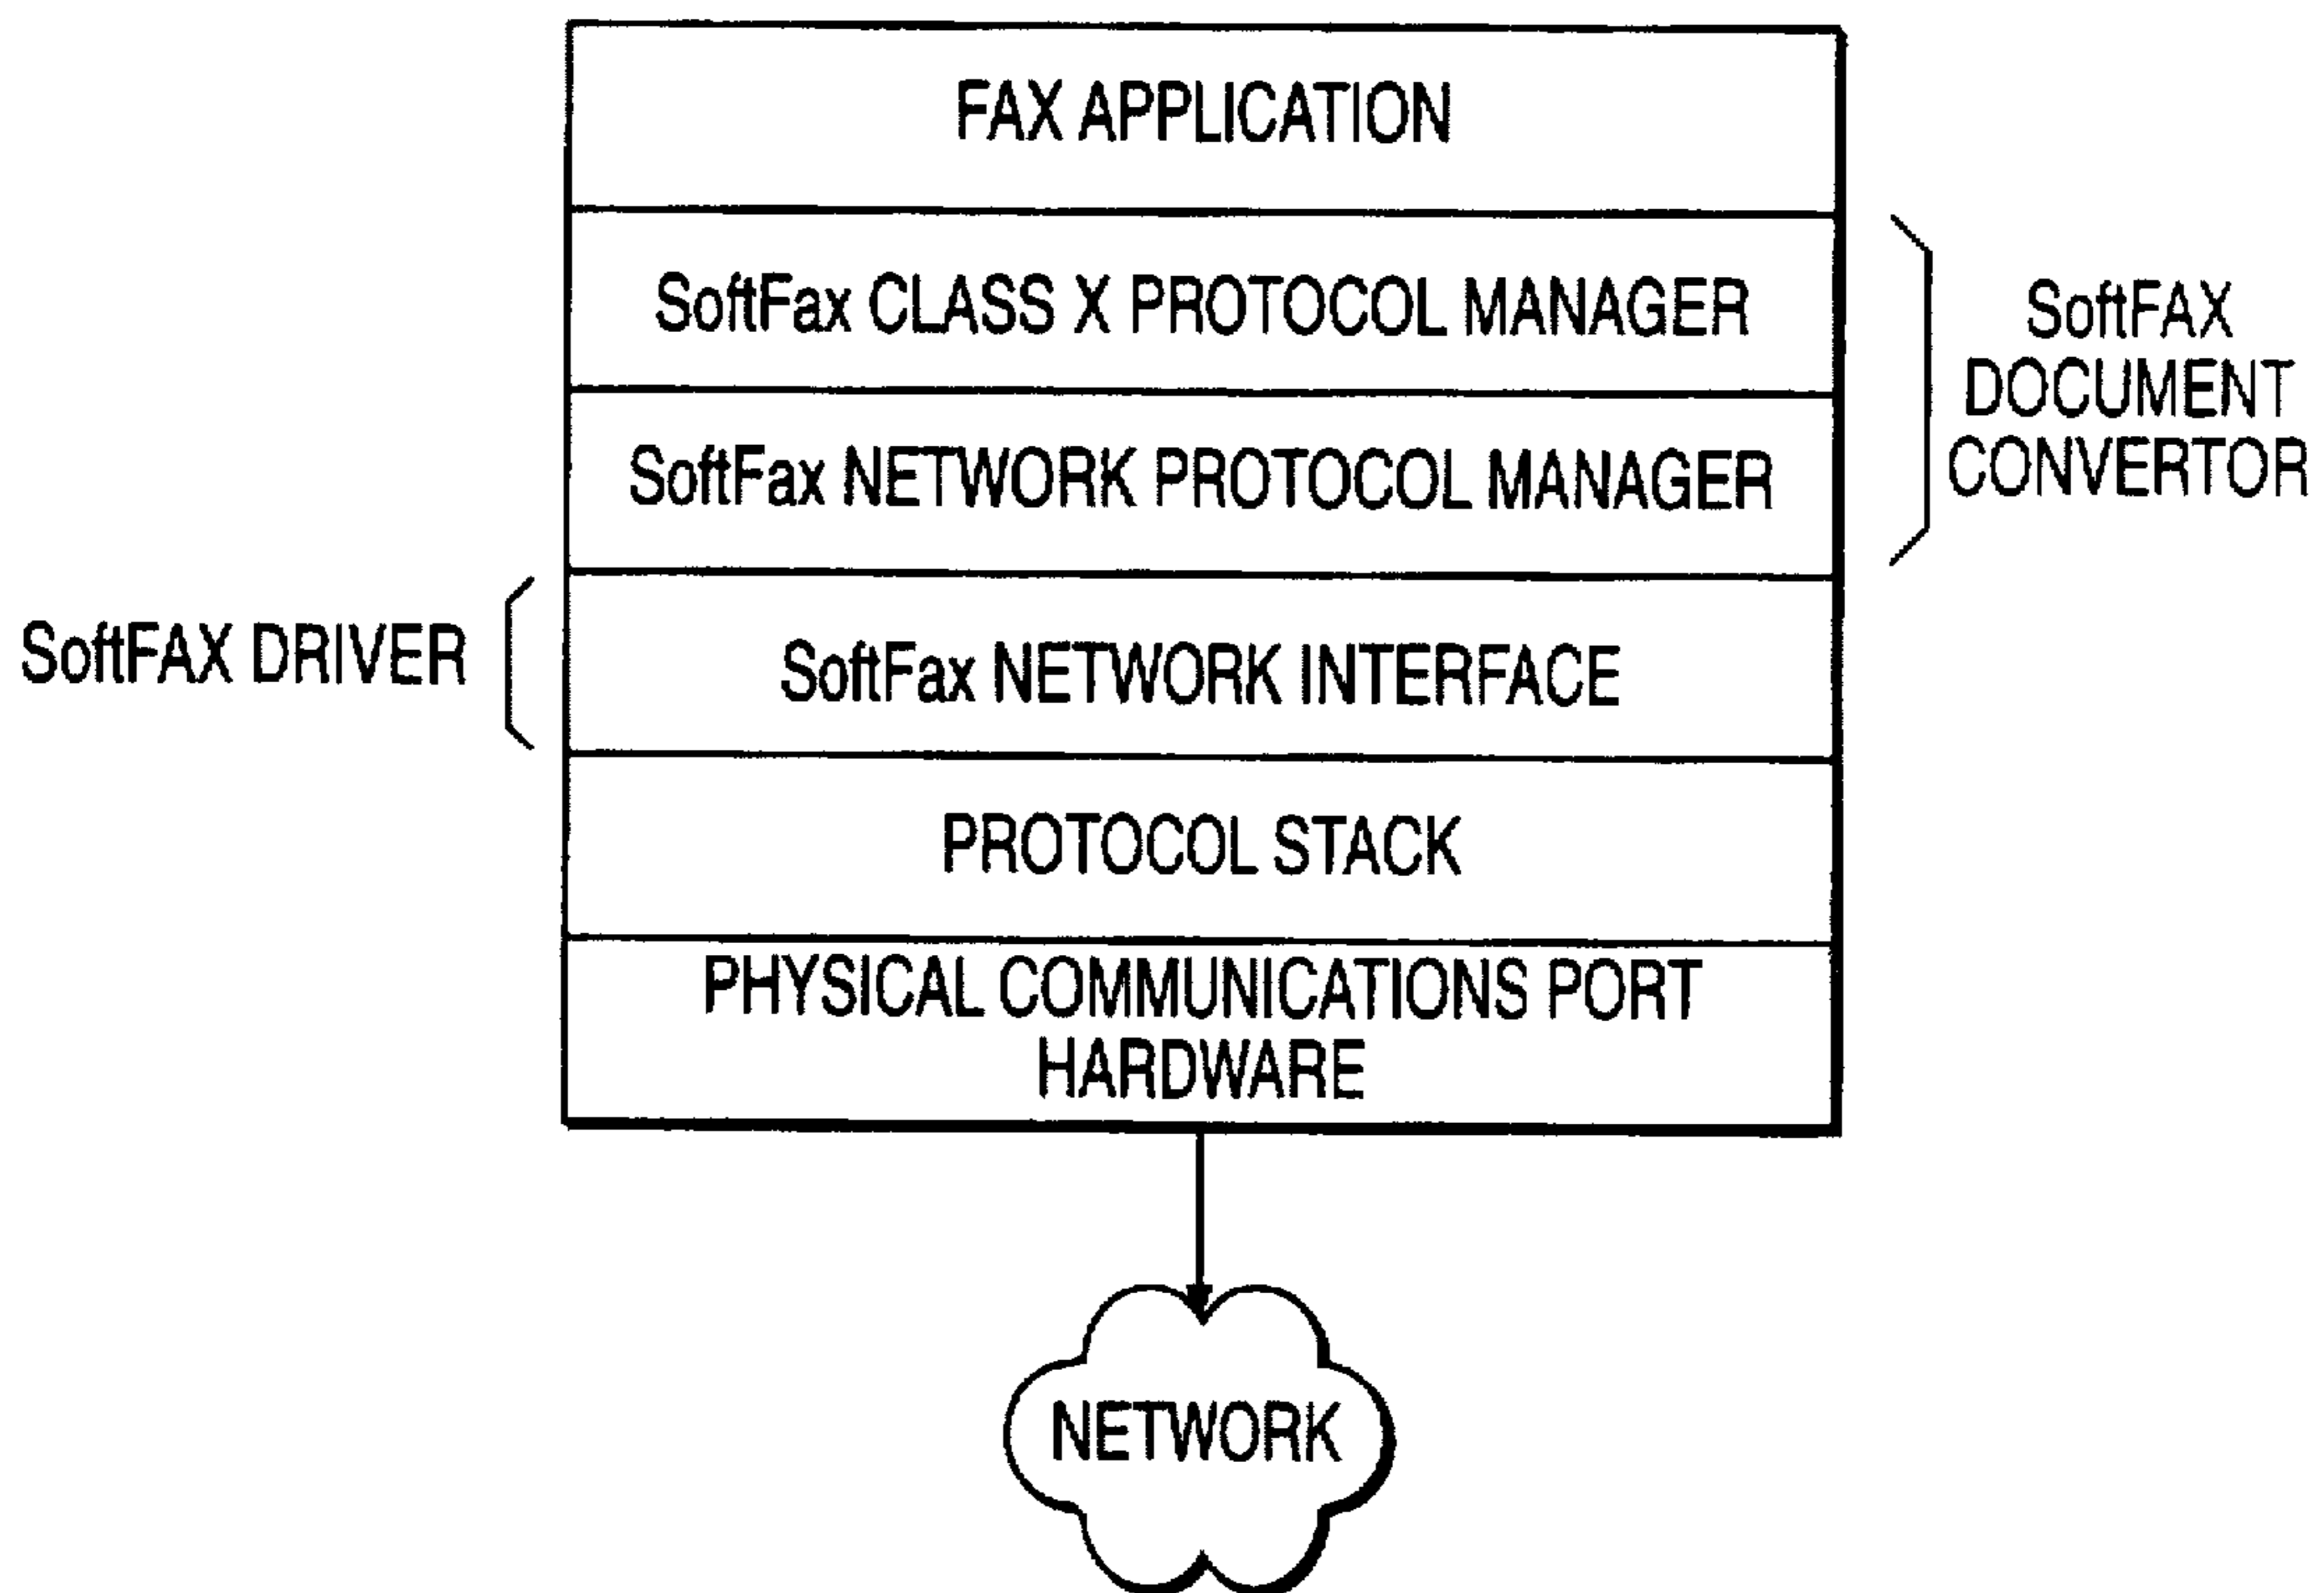 FAX APPLICATION
SoftFax CLASS X PROTOCOL MANAGER
SoftFax NETWORK PROTOCOL MANAGER
SoftFAX
DOCUMENT
CONVERTOR
SoftFAX DRIVER
SoftFax NETWORK INTERFACE
PROTOCOL STACK
PHYSICAL COMMUNICATIONS PORT
HARDWARE
NETWORK